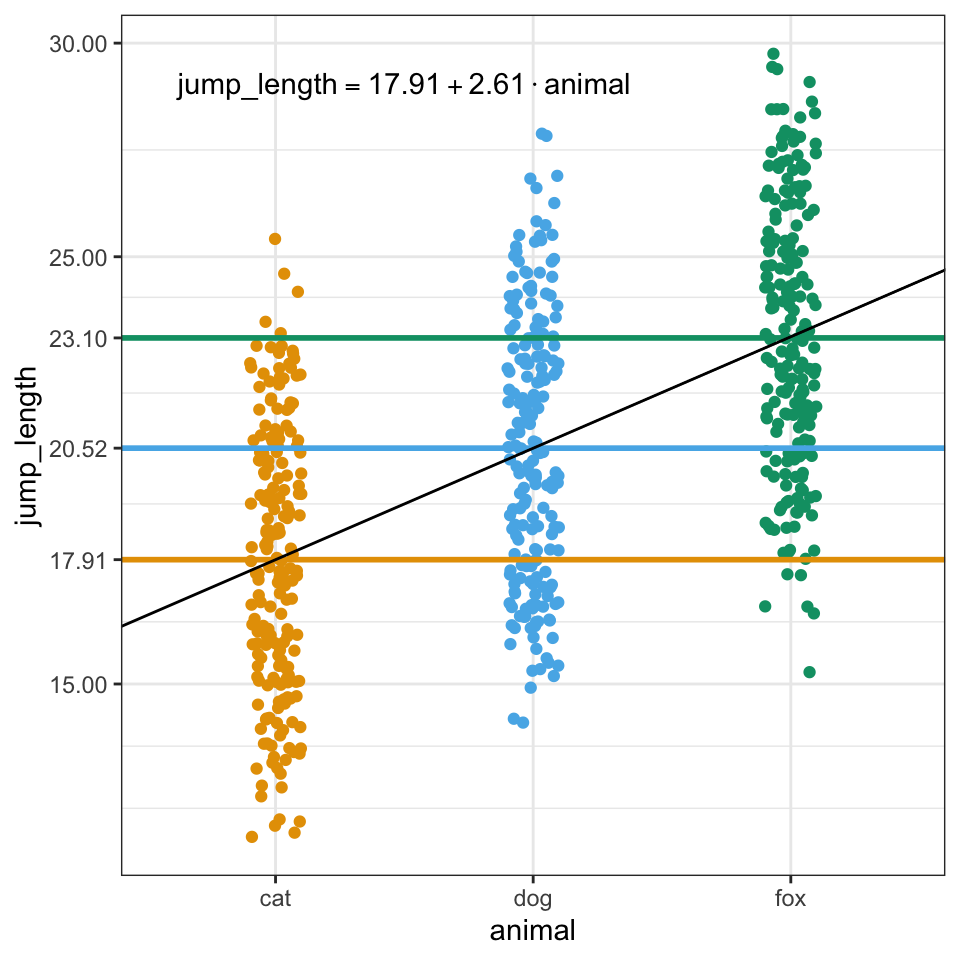 30.00
jump_length = 17.91 + 2.61 · animal
25.00
23.10
20.52
17.91
15.00
jump_length
cat dog fox
animal